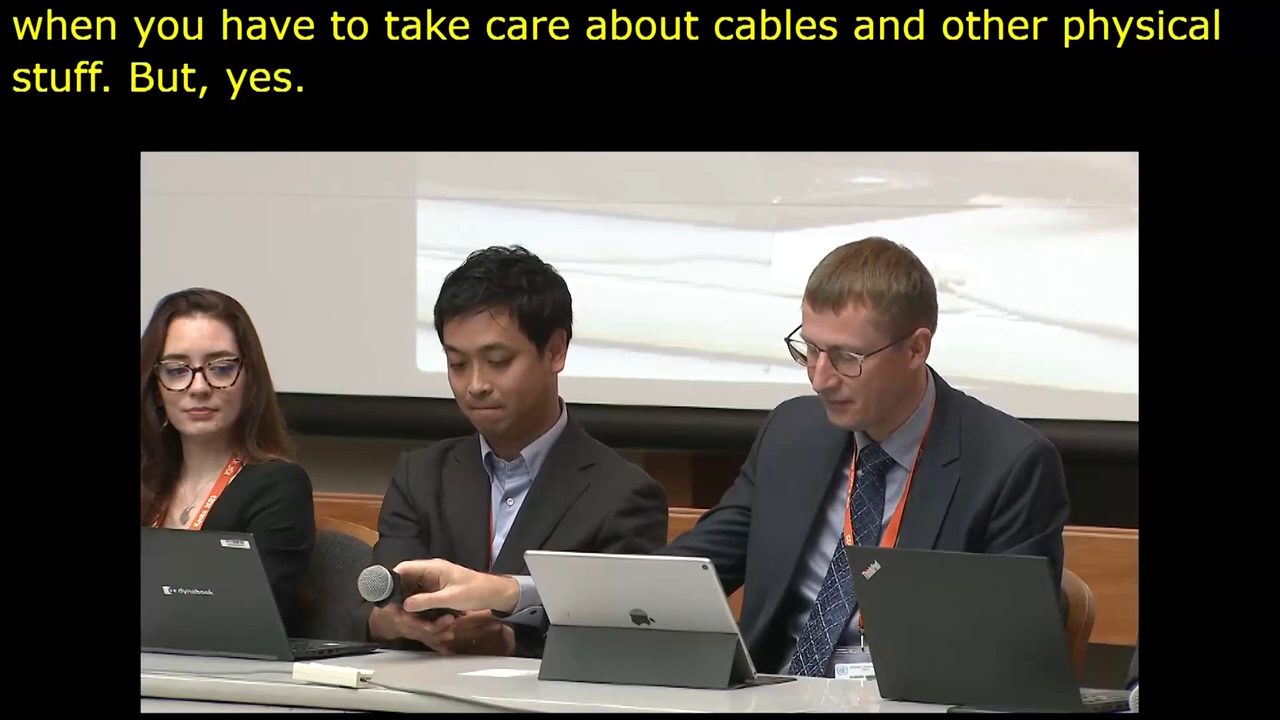 when you have to take care about cables and other physical
stuff. But, yes.
dynabook
ThinkPad